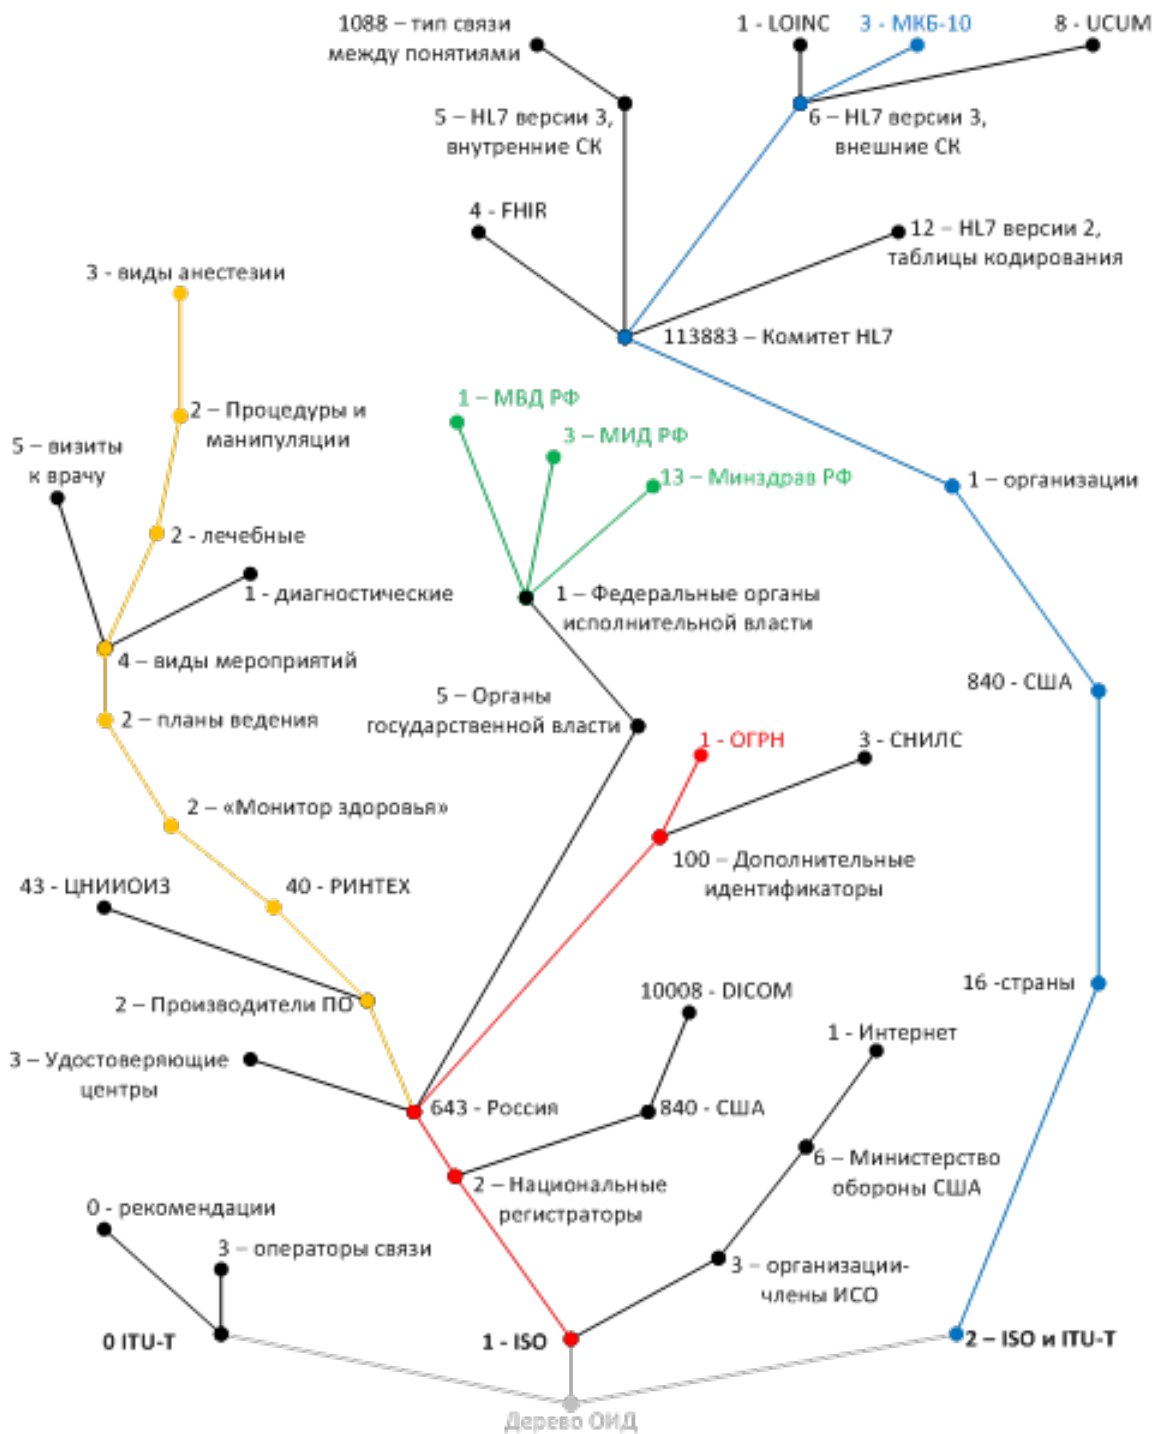 1088 – тип связи
между понятиями
1 - LOINC
3 - МКБ-10
8 - UCUM
5 – HL7 версии 3,
внутренние СК
6 – HL7 версии 3,
внешние СК
4 - FHIR
12 – HL7 версии 2,
таблицы кодирования
3 - виды анестезии
113883 – Комитет HL7
1 – МВД РФ
2 – Процедуры и
манипуляции
3 – МИД РФ
5 – визиты
к врачу
13 – Минздрав РФ
1 – организации
2 - лечебные
1 - диагностические
1 – Федеральные органы
исполнительной власти
4 – виды мероприятий
840 - США
5 – Органы
государственной власти
2 – планы ведения
1 - ОГРН
3 - СНИЛС
2 – «Монитор здоровья»
100 – Дополнительные
идентификаторы
43 - ЦНИИОИЗ
40 - РИНТЕХ
16 -страны
10008 - DICOM
2 – Производители ПО
1 - Интернет
3 – Удостоверяющие
центры
643 - Россия
840 - США
6 – Министерство
обороны США
2 – Национальные
регистраторы
0 - рекомендации
3 – операторы связи
3 – организации-
члены ИСО
0 ITU-T
1 - ISO
2 – ISO и ITU-T
Дерево ОИД